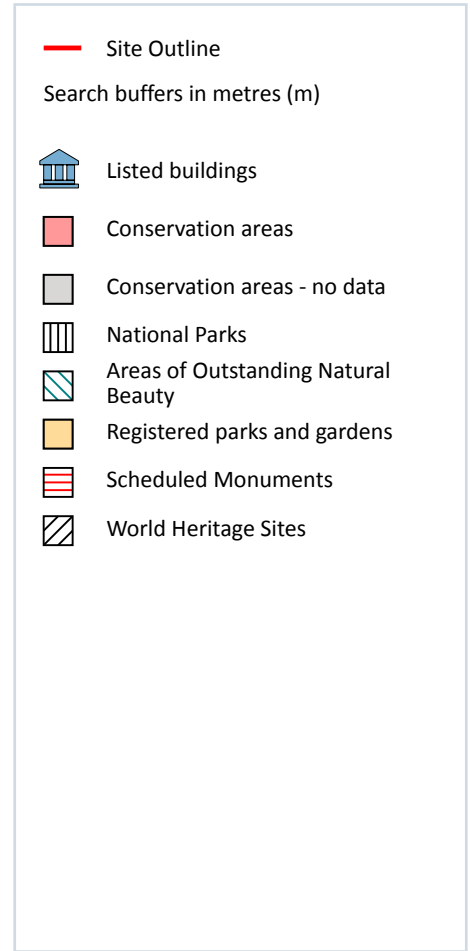 Site Outline
Search buffers in metres (m)
Listed buildings
Conservation areas
Conservation areas - no data
National Parks
Areas of Outstanding Natural
Beauty
Registered parks and gardens
Scheduled Monuments
World Heritage Sites